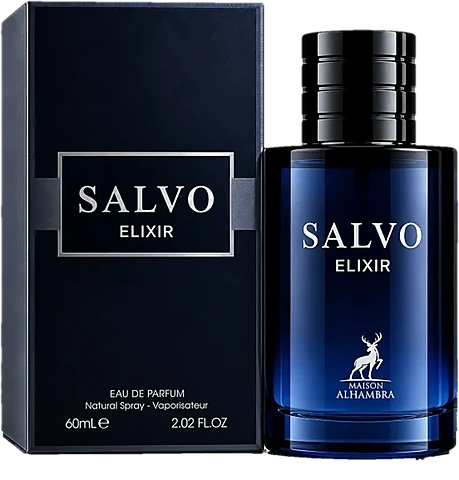 SALVO
ELIXIR
EAU DE PARFUM
Natural Spray - Vaporisateur
60mL e 2.02 FL.OZ
SALVO
ELIXIR
MAISON
ALHAMBRA